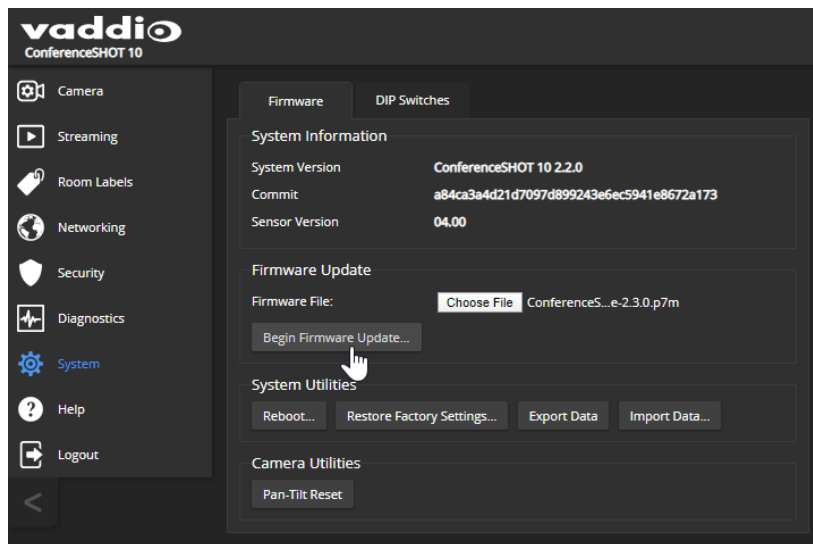 vaddio
ConferenceSHOT 10
Camera
Streaming
Room Labels
Networking
Security
Diagnostics
System
? Help
Logout
<
Firmware DIP Switches
System Information
System Version ConferenceSHOT 10 2.2.0
Commit a84ca3a4d21d7097d899243e6ec5941e8672a173
Sensor Version 04.00
Firmware Update
Firmware File: Choose File ConferenceS...e-2.3.0.p7m
Begin Firmware Update...
System Utilities
Reboot... Restore Factory Settings... Export Data Import Data...
Camera Utilities
Pan-Tilt Reset